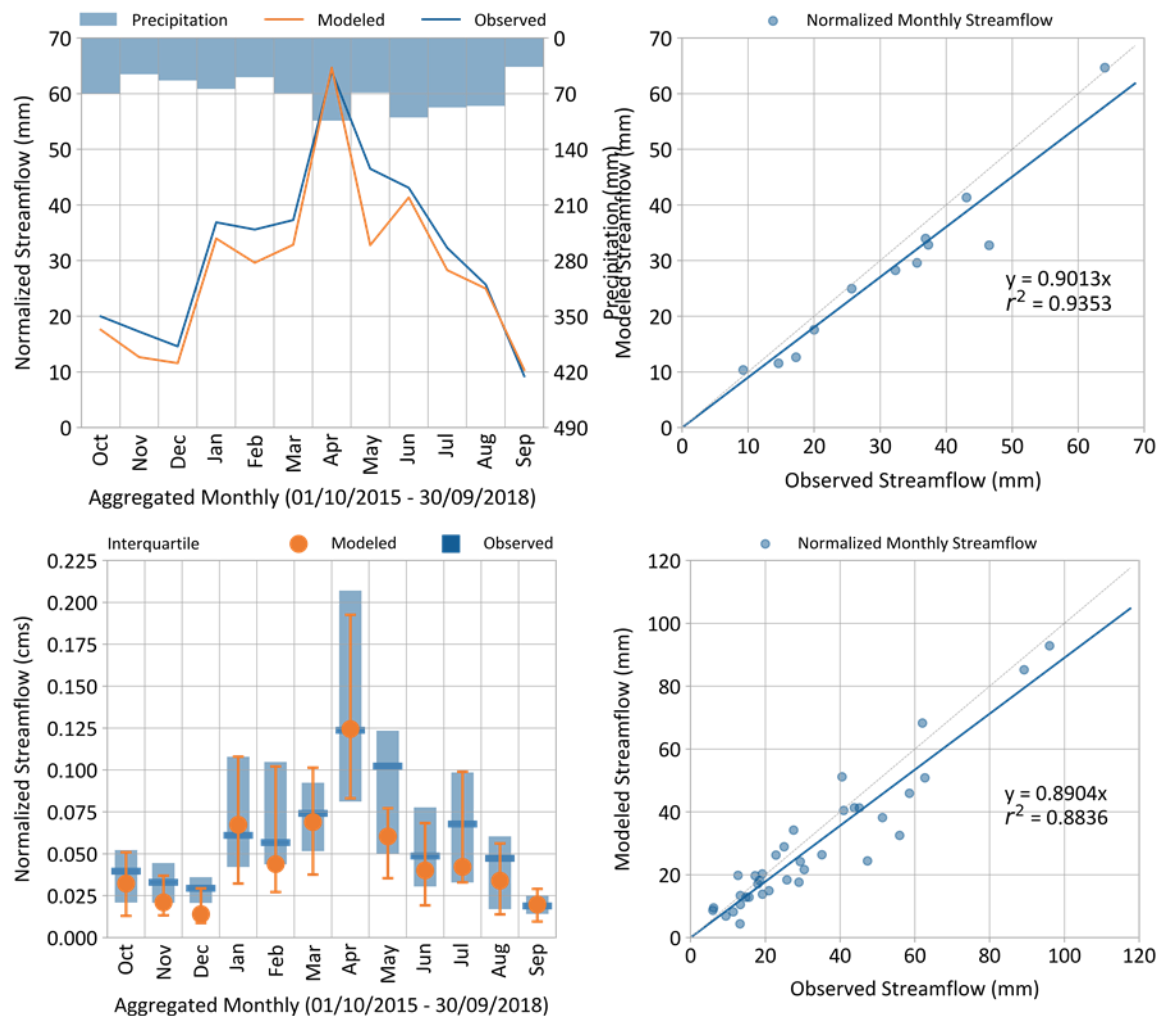 Precipitation Modeled Observed
Normalized Streamflow (mm)
70
60
50
40
30
20
10
0
0
70
140
210
280
350
420
490
Precipitation (mm)
Oct Nov Dec Jan Feb Mar Apr May Jun Jul Aug Sep
Aggregated Monthly (01/10/2015 - 30/09/2018)
Normalized Monthly Streamflow
Modeled Streamflow (mm)
70
60
50
40
30
20
10
0
y = 0.9013x
r² = 0.9353
0 10 20 30 40 50 60 70
Observed Streamflow (mm)
Interquartile Modeled Observed
Normalized Streamflow (cms)
0.225
0.200
0.175
0.150
0.125
0.100
0.075
0.050
0.025
0.000
Oct Nov Dec Jan Feb Mar Apr May Jun Jul Aug Sep
Aggregated Monthly (01/10/2015 - 30/09/2018)
Normalized Monthly Streamflow
Modeled Streamflow (mm)
120
100
80
60
40
20
0
y = 0.8904x
r² = 0.8836
0 20 40 60 80 100 120
Observed Streamflow (mm)